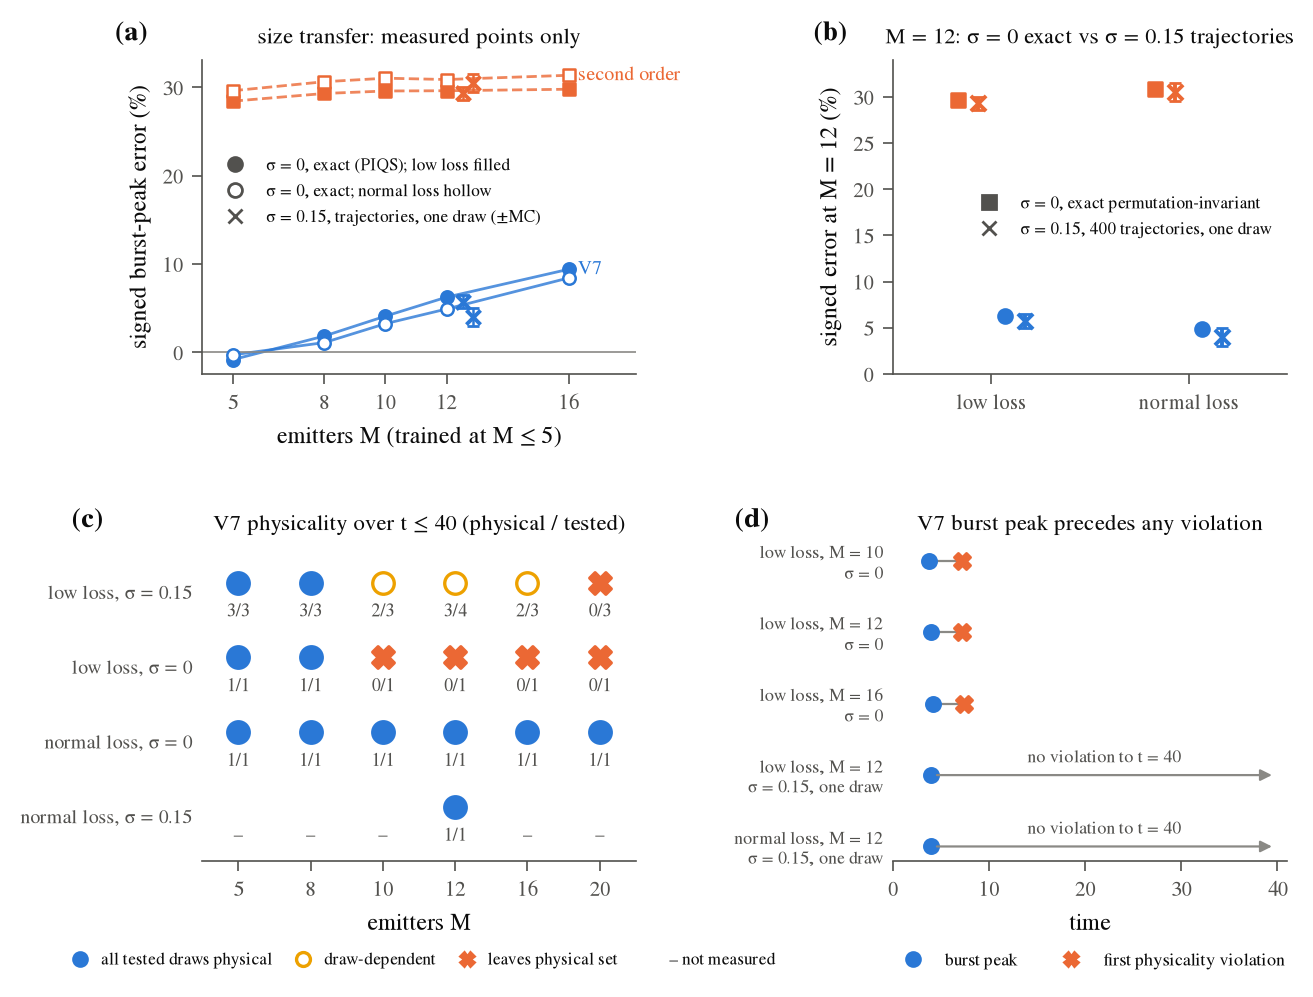 (a)
size transfer: measured points only
signed burst-peak error (%)
30
20
10
0
second order
σ = 0, exact (PIQS); low loss filled
σ = 0, exact; normal loss hollow
σ = 0.15, trajectories, one draw (±MC)
V7
5
8
10
12
16
emitters M (trained at M ≤ 5)
(b)
M = 12: σ = 0 exact vs σ = 0.15 trajectories
signed error at M = 12 (%)
30
25
20
15
10
5
0
σ = 0, exact permutation-invariant
σ = 0.15, 400 trajectories, one draw
low loss
normal loss
(c)
V7 physicality over t ≤ 40 (physical / tested)
low loss, σ = 0.15
3/3
3/3
2/3
3/4
2/3
0/3
low loss, σ = 0
1/1
1/1
0/1
0/1
0/1
0/1
normal loss, σ = 0
1/1
1/1
1/1
1/1
1/1
1/1
normal loss, σ = 0.15
–
–
–
1/1
–
–
5
8
10
12
16
20
emitters M
all tested draws physical
draw-dependent
leaves physical set
– not measured
(d)
V7 burst peak precedes any violation
low loss, M = 10
σ = 0
low loss, M = 12
σ = 0
low loss, M = 16
σ = 0
low loss, M = 12
σ = 0.15, one draw
no violation to t = 40
normal loss, M = 12
σ = 0.15, one draw
no violation to t = 40
0
10
20
30
40
time
burst peak
first physicality violation